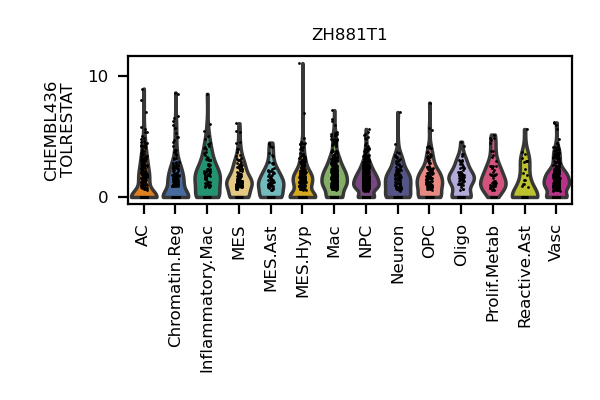 ZH881T1
CHEMBL436
TOLRESTAT
10
0
AC
Chromatin.Reg
Inflammatory.Mac
MES
MES.Ast
MES.Hyp
Mac
NPC
Neuron
OPC
Oligo
Prolif.Metab
Reactive.Ast
Vasc